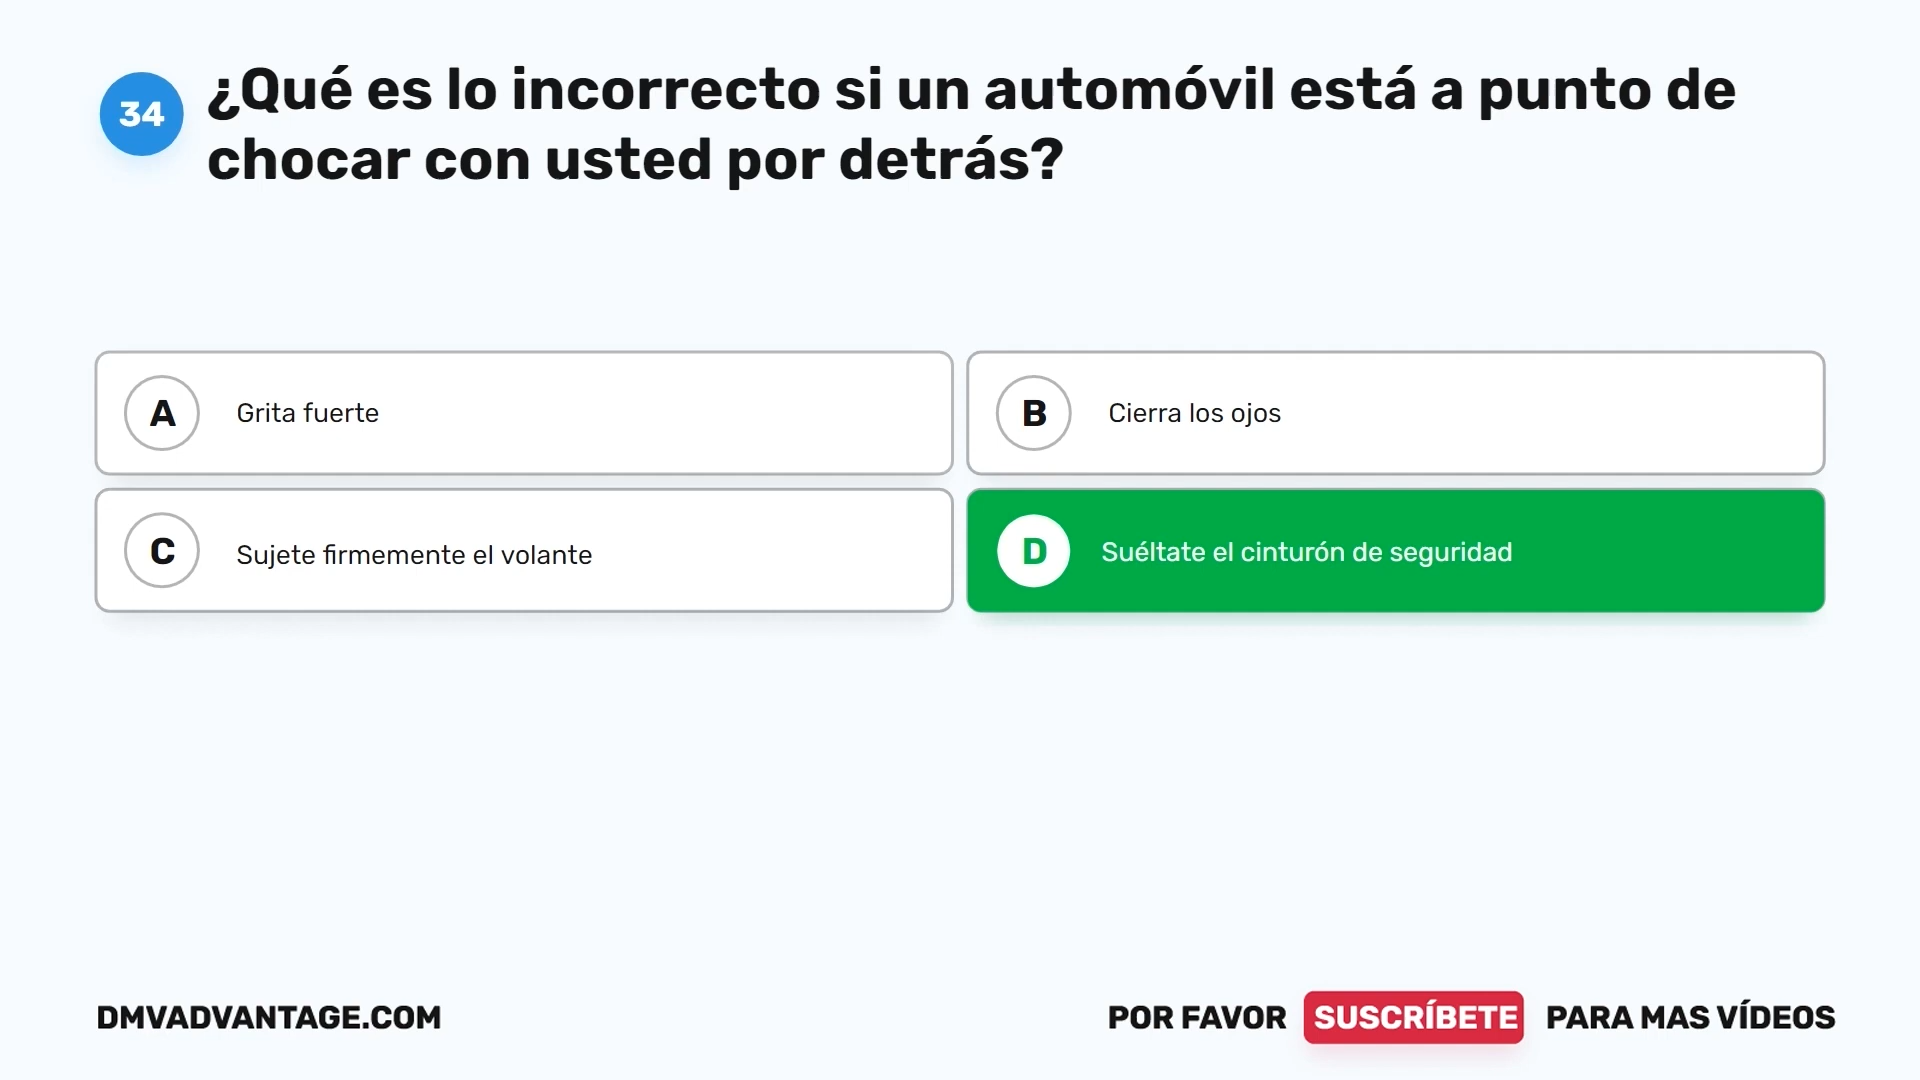 34
¿Qué es lo incorrecto si un automóvil está a punto de
chocar con usted por detrás?
A Grita fuerte
B Cierra los ojos
C Sujete firmemente el volante
D Suéltate el cinturón de seguridad
DMVADVANTAGE.COM
POR FAVOR SUSCRÍBETE PARA MAS VÍDEOS